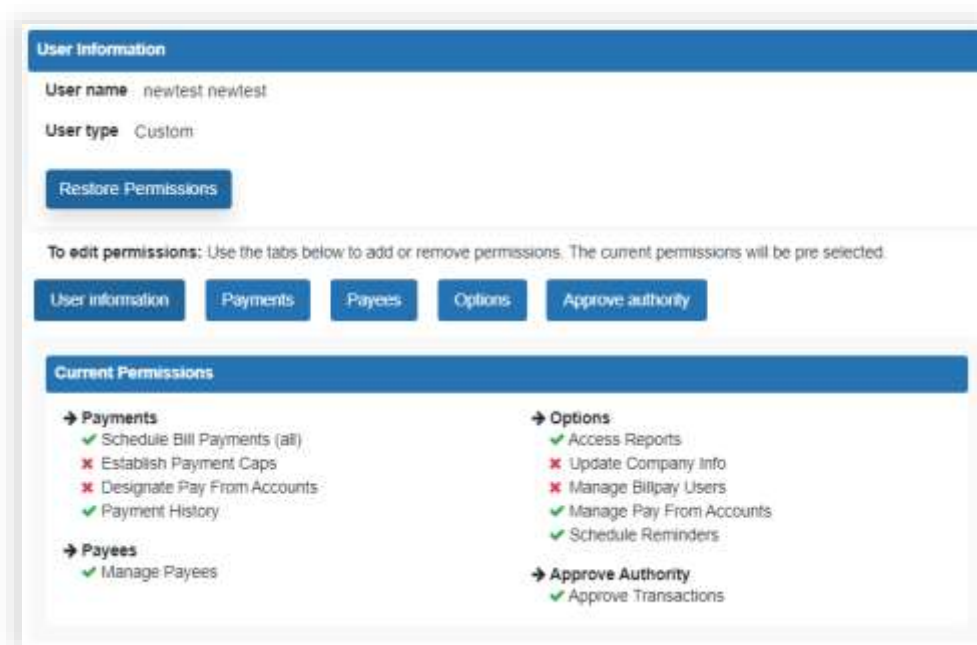 User Information
User name newtest newtest
User type Custom
Restore Permissions
To edit permissions: Use the tabs below to add or remove permissions. The current permissions will be pre selected.
User information Payments Payees Options Approve authority
Current Permissions
Payments
Schedule Bill Payments (all)
Establish Payment Caps
Designate Pay From Accounts
Payment History
Payees
Manage Payees
Options
Access Reports
Update Company Info
Manage Billpay Users
Manage Pay From Accounts
Schedule Reminders
Approve Authority
Approve Transactions